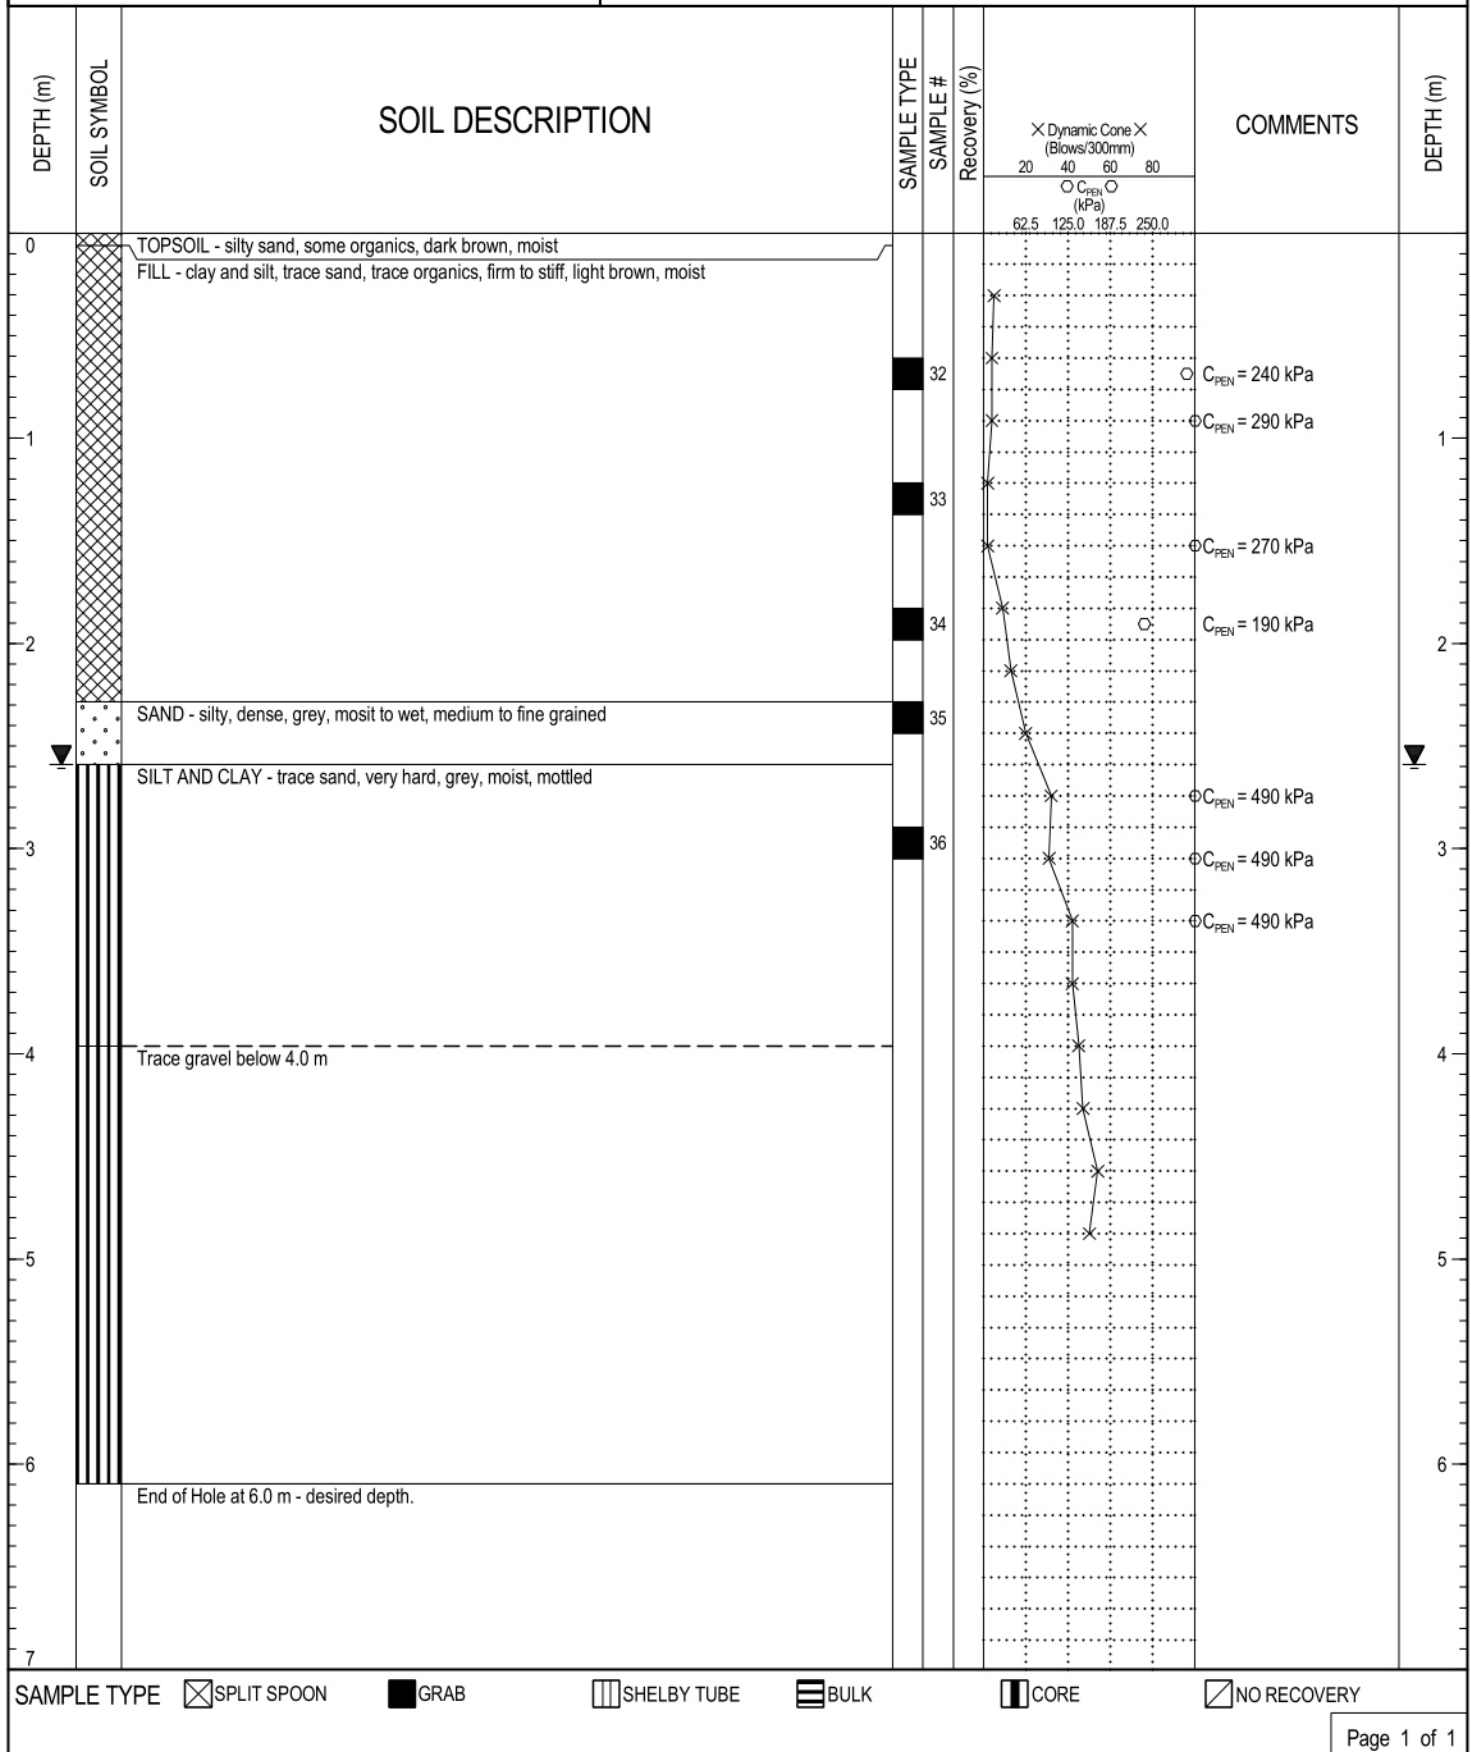 DEPTH (m)
SOIL SYMBOL
SOIL DESCRIPTION
SAMPLE TYPE
SAMPLE #
Recovery (%)
Dynamic Cone
(Blows/300mm)
20 40 60 80
CPEN
(kPa)
62.5 125.0 187.5 250.0
COMMENTS
DEPTH (m)
0
TOPSOIL - silty sand, some organics, dark brown, moist
FILL - clay and silt, trace sand, trace organics, firm to stiff, light brown, moist
32 CPEN = 240 kPa
CPEN = 290 kPa
1 1
33
CPEN = 270 kPa
34 CPEN = 190 kPa
2 2
SAND - silty, dense, grey, mosit to wet, medium to fine grained 35
SILT AND CLAY - trace sand, very hard, grey, moist, mottled
CPEN = 490 kPa
36
3 3
CPEN = 490 kPa
CPEN = 490 kPa
4 4
Trace gravel below 4.0 m
5 5
6 6
End of Hole at 6.0 m - desired depth.
7
SAMPLE TYPE SPLIT SPOON GRAB SHELBY TUBE BULK CORE NO RECOVERY
Page 1 of 1